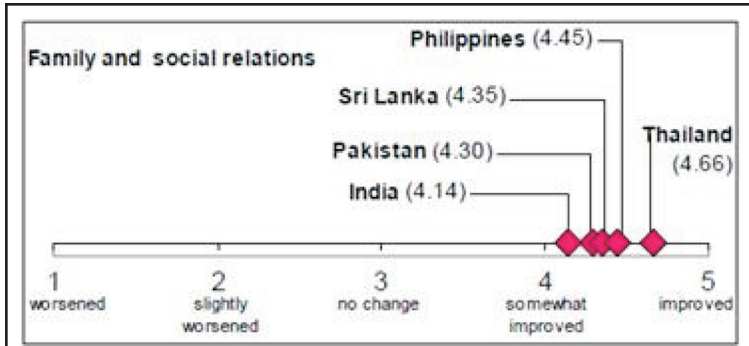 Family and social relations
Philippines (4.45)
Sri Lanka (4.35)
Thailand
(4.66)
Pakistan (4.30)
India (4.14)
1 2 3 4 5
worsened slightly no change somewhat improved
worsened improved